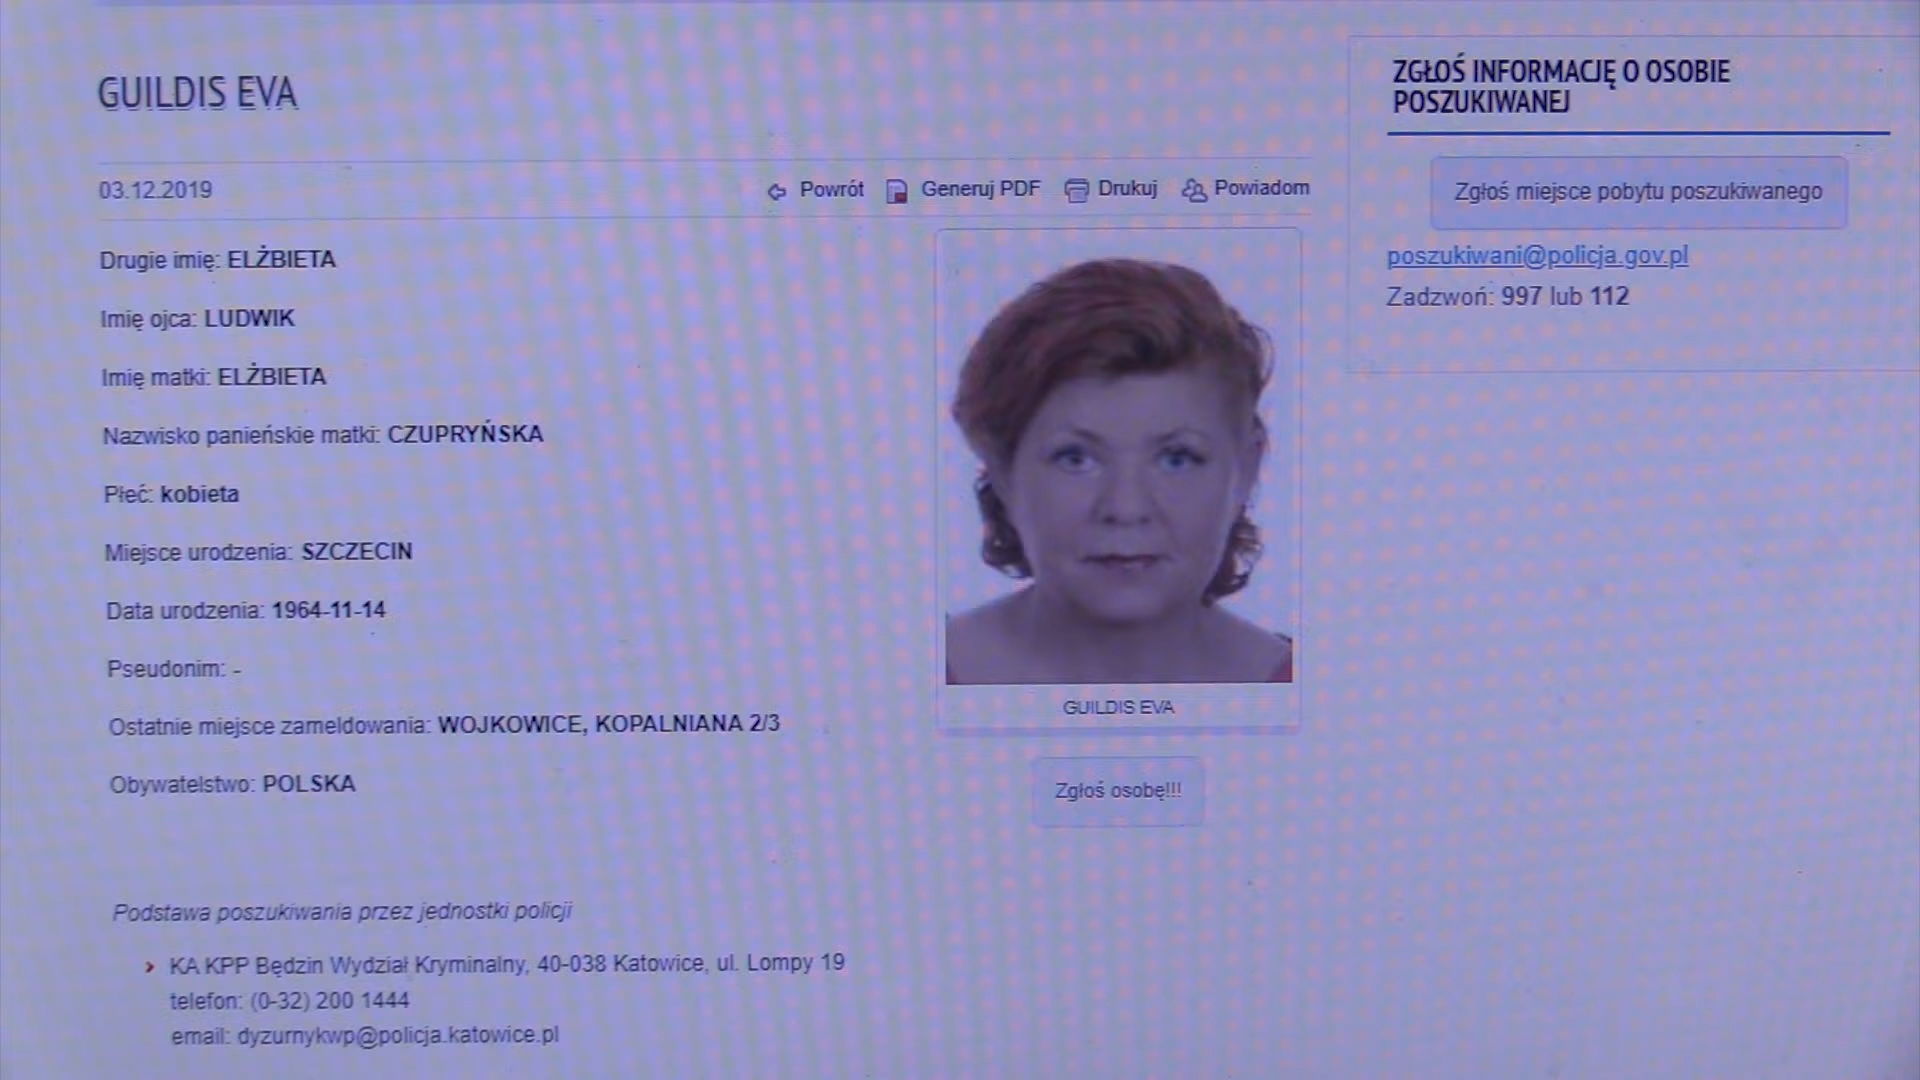 GUILDIS EVA
03.12.2019
Powrót Generuj PDF Drukuj Powiadom
Drugie imię: ELŻBIETA
Imię ojca: LUDWIK
Imię matki: ELŻBIETA
Nazwisko panieńskie matki: CZUPRYŃSKA
Płeć: kobieta
Miejsce urodzenia: SZCZECIN
Data urodzenia: 1964-11-14
Pseudonim: -
Ostatnie miejsce zameldowania: WOJKOWICE, KOPALNIANA 2/3
Obywatelstwo: POLSKA
GUILDIS EVA
Zgłoś osobę!!!
Podstawa poszukiwania przez jednostki policji
KA KPP Będzin Wydział Kryminalny, 40-038 Katowice, ul. Lompy 19
telefon: (0-32) 200 1444
email: dyzurnykwp@policja.katowice.pl
ZGŁOŚ INFORMACJĘ O OSOBIE
POSZUKIWANEJ
Zgłoś miejsce pobytu poszukiwanego
poszukiwani@policja.gov.pl
Zadzwoń: 997 lub 112